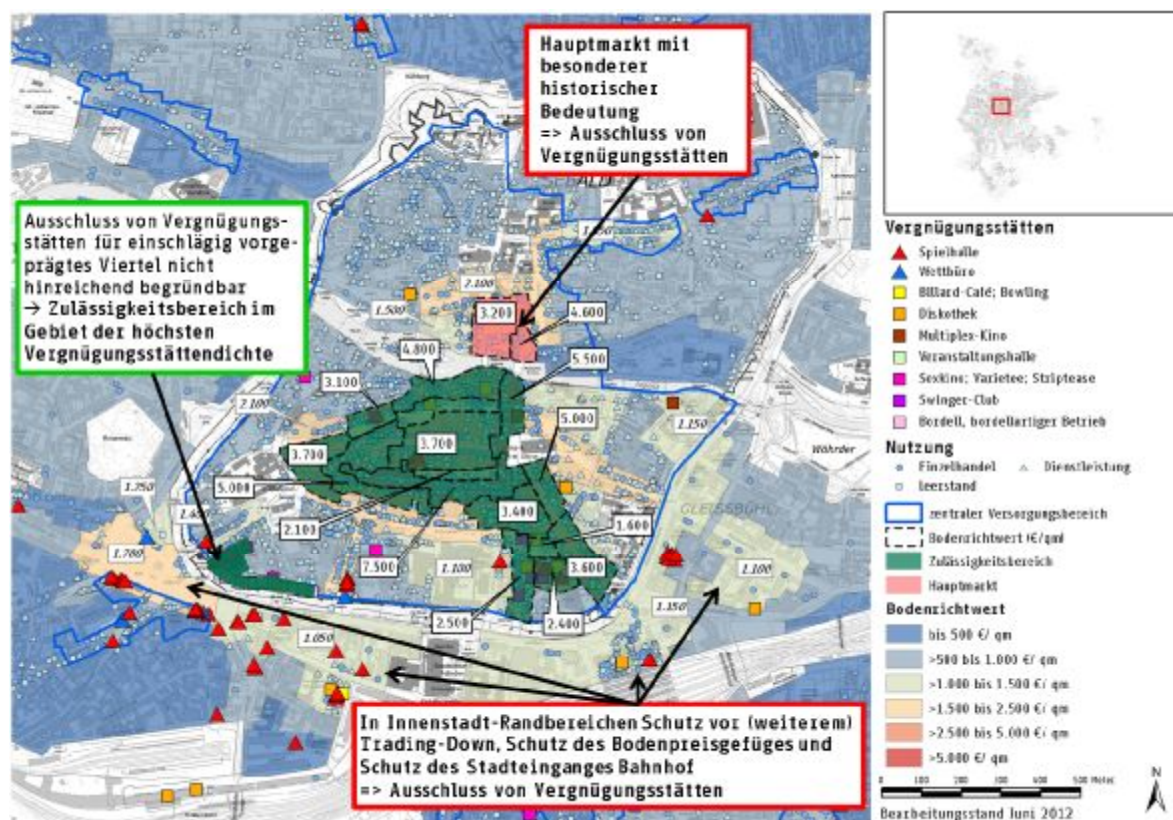 Hauptmarkt mit
besonderer
historischer
Bedeutung
=> Ausschluss von
Vergnügungsstätten
Ausschluss von Vergnügungs-
stätten für einschlägig vorge-
prägtes Viertel nicht
hinreichend begründbar
→ Zulässigkeitsbereich im
Gebiet der höchsten
Vergnügungsstättendichte
In Innenstadt-Randbereichen Schutz vor (weiterem)
Trading-Down, Schutz des Bodenpreisgefüges und
Schutz des Stadteinganges Bahnhof
=> Ausschluss von Vergnügungsstätten
2.100
1.500
3.200
4.600
4.800
5.500
3.100
2.100
5.000
1.150
3.700
3.700
Wöhrder
5.000
2.100
3.400
1.600
GLEISSBÜHL
1.700
7.500
1.100
3.600
1.100
1.150
2.500
2.400
1.050
Vergnügungsstätten
Spielhalle
Wettbüro
Billard-Café; Bowling
Diskothek
Multiplex-Kino
Veranstaltungshalle
Sexkino; Varietee; Striptease
Swinger-Club
Bordell, bordellartiger Betrieb
Nutzung
Einzelhandel
Dienstleistung
leerstand
zentraler Versorgungsbereich
Bodenrichtwert (€/qm)
Zulässigkeitsbereich
Hauptmarkt
Bodenrichtwert
bis 500 €/ qm
>500 bis 1.000 €/ qm
>1.000 bis 1.500 €/ qm
>1.500 bis 2.500 €/ qm
>2.500 bis 5.000 €/ qm
>5.000 €/ qm
0 100 200 300 400 500 Meter
N
Bearbeitungsstand Juni 2012